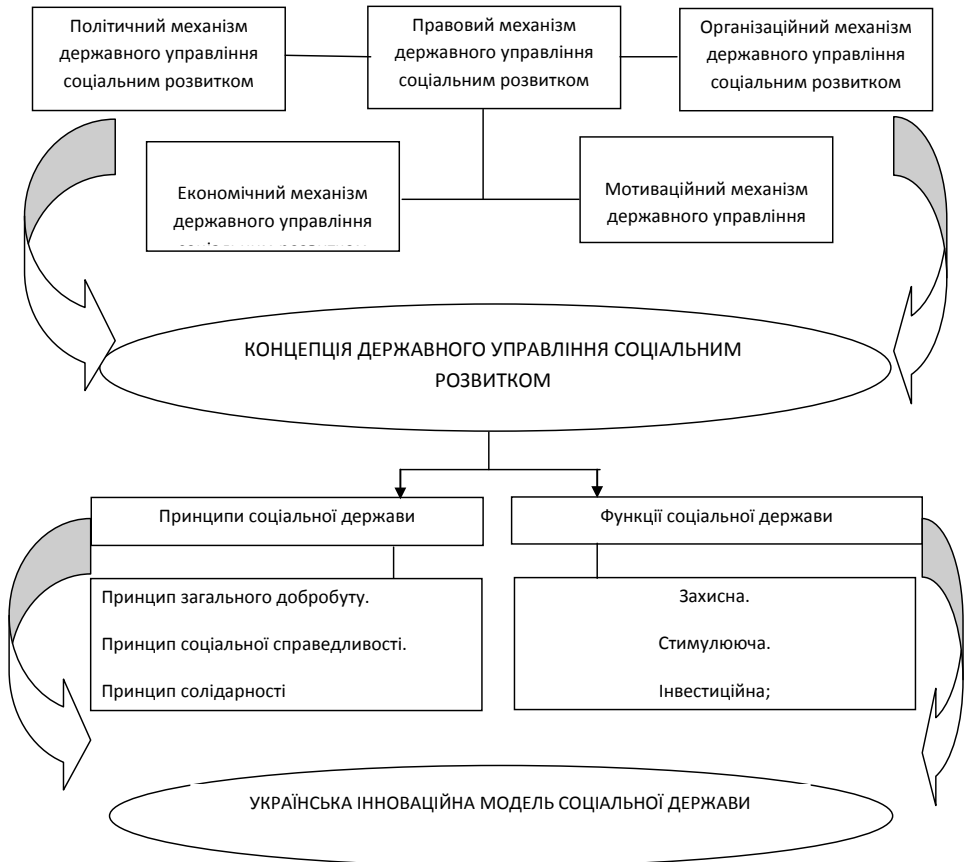 Політичний механізм
державного управління
соціальним розвитком
Правовий механізм
державного управління
соціальним розвитком
Організаційний механізм
державного управління
соціальним розвитком
Економічний механізм
державного управління
Мотиваційний механізм
державного управління
КОНЦЕПЦІЯ ДЕРЖАВНОГО УПРАВЛІННЯ СОЦІАЛЬНИМ
РОЗВИТКОМ
Принципи соціальної держави
Функції соціальної держави
Принцип загального добробуту.
Принцип соціальної справедливості.
Принцип солідарності
Захисна.
Стимулююча.
Інвестиційна;
УКРАЇНСЬКА ІННОВАЦІЙНА МОДЕЛЬ СОЦІАЛЬНОЇ ДЕРЖАВИ